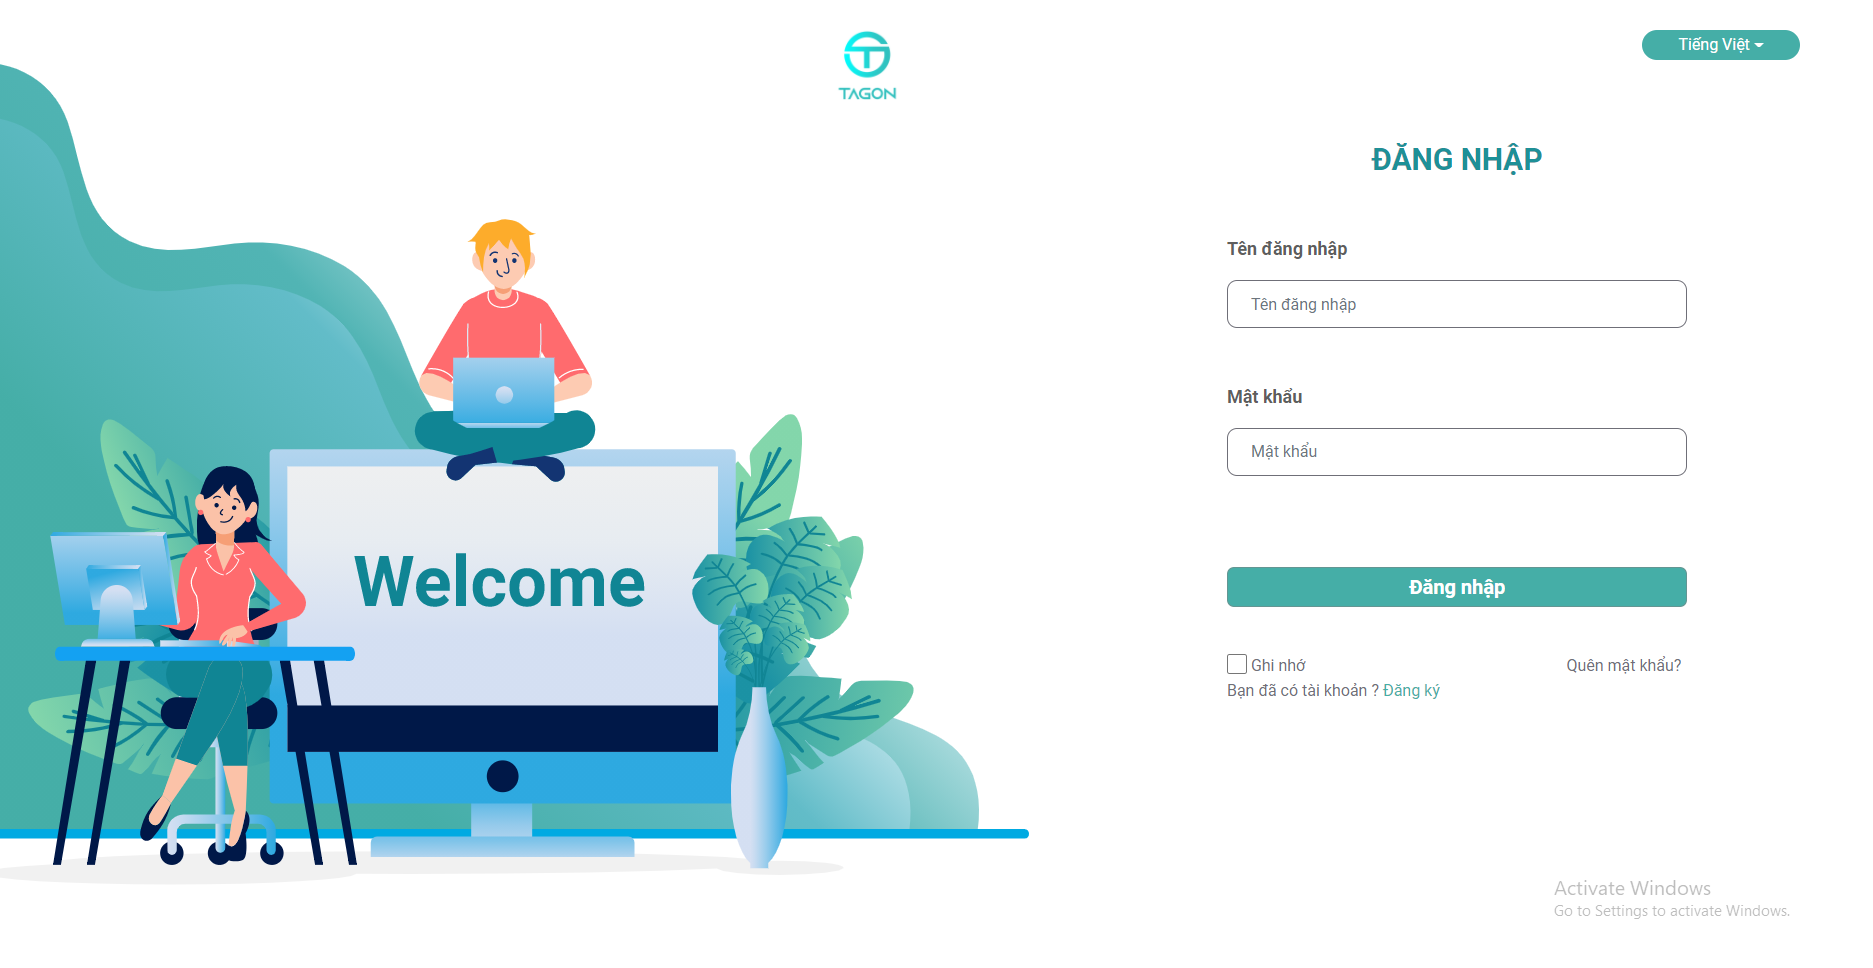 TAGON
Tiếng Việt
ĐĂNG NHẬP
Tên đăng nhập
Tên đăng nhập
Mật khẩu
Mật khẩu
Welcome
Đăng nhập
Ghi nhớ
Quên mật khẩu?
Bạn đã có tài khoản ? Đăng ký
Activate Windows
Go to Settings to activate Windows.